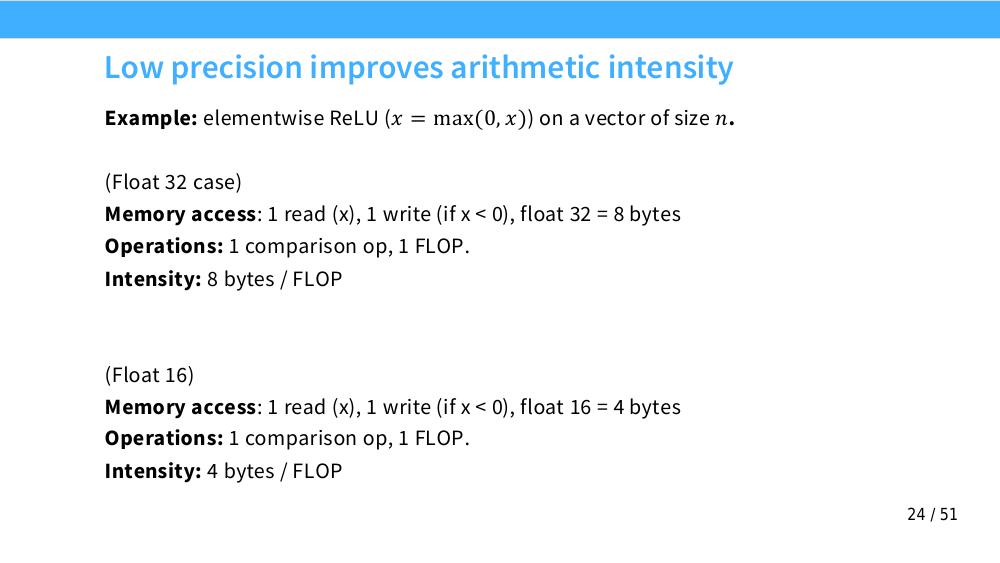 Low precision improves arithmetic intensity
Example: elementwise ReLU (x = max(0, x)) on a vector of size n.
(Float 32 case)
Memory access: 1 read (x), 1 write (if x < 0), float 32 = 8 bytes
Operations: 1 comparison op, 1 FLOP.
Intensity: 8 bytes / FLOP
(Float 16)
Memory access: 1 read (x), 1 write (if x < 0), float 16 = 4 bytes
Operations: 1 comparison op, 1 FLOP.
Intensity: 4 bytes / FLOP
24 / 51